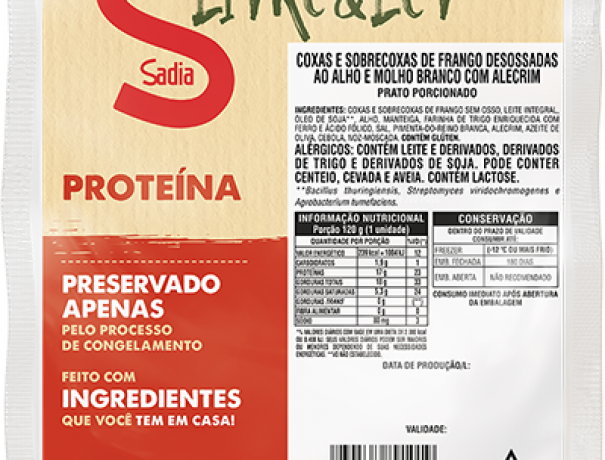 LIVRE&LEV
Sadia
PROTEÍNA
PRESERVADO
APENAS
PELO PROCESSO
DE CONGELAMENTO
FEITO COM
INGREDIENTES
QUE VOCÊ TEM EM CASA!
COXAS E SOBRECOXAS DE FRANGO DESOSSADAS
AO ALHO E MOLHO BRANCO COM ALECRIM
PRATO PORCIONADO
INGREDIENTES: COXAS E SOBRECOXAS DE FRANGO SEM OSSO, LEITE INTEGRAL,
ÓLEO DE SOJA**, ALHO, MANTEIGA, FARINHA DE TRIGO ENRIQUECIDA COM
FERRO E ÁCIDO FÓLICO, SAL, PIMENTA-DO-REINO BRANCA, ALECRIM, AZEITE DE
OLIVA, CEBOLA, NOZ-MOSCADA. CONTÉM GLÚTEN.
ALÉRGICOS: CONTÉM LEITE E DERIVADOS, DERIVADOS
DE TRIGO E DERIVADOS DE SOJA. PODE CONTER
CENTEIO, CEVADA E AVEIA. CONTÉM LACTOSE.
**Bacillus thuringiensis, Streptomyces viridochromogenes e
Agrobacterium tumefaciens.
INFORMAÇÃO NUTRICIONAL
Porção 120 g (1 unidade)
QUANTIDADE POR PORÇÃO %VD(*)
VALOR ENERGÉTICO 12
CARBOIDRATOS 1,9 g 1
PROTEÍNAS 17 g 23
GORDURAS TOTAIS 18 g 33
GORDURAS SATURADAS 5,3 g 24
GORDURAS TRANS 0 g (**)
FIBRA ALIMENTAR 0 g 0
SÓDIO mg
*% VALORES DIÁRIOS COM BASE EM UMA DIETA DE 2 000 kcal
OU 8 400 kJ. SEUS VALORES DIÁRIOS PODEM SER MAIORES
OU MENORES DEPENDENDO DE SUAS NECESSIDADES
ENERGÉTICAS. **VD NÃO ESTABELECIDO.
CONSERVAÇÃO
DENTRO DO PRAZO DE VALIDADE
CONSUMIR ATÉ:
FREEZER (-12 °C OU MAIS FRIO)
EMB. FECHADA 180 DIAS
EMB. ABERTA NÃO RECOMENDADO
CONSUMO IMEDIATO APÓS ABERTURA
DA EMBALAGEM.
DATA DE PRODUÇÃO/L:
VALIDADE: